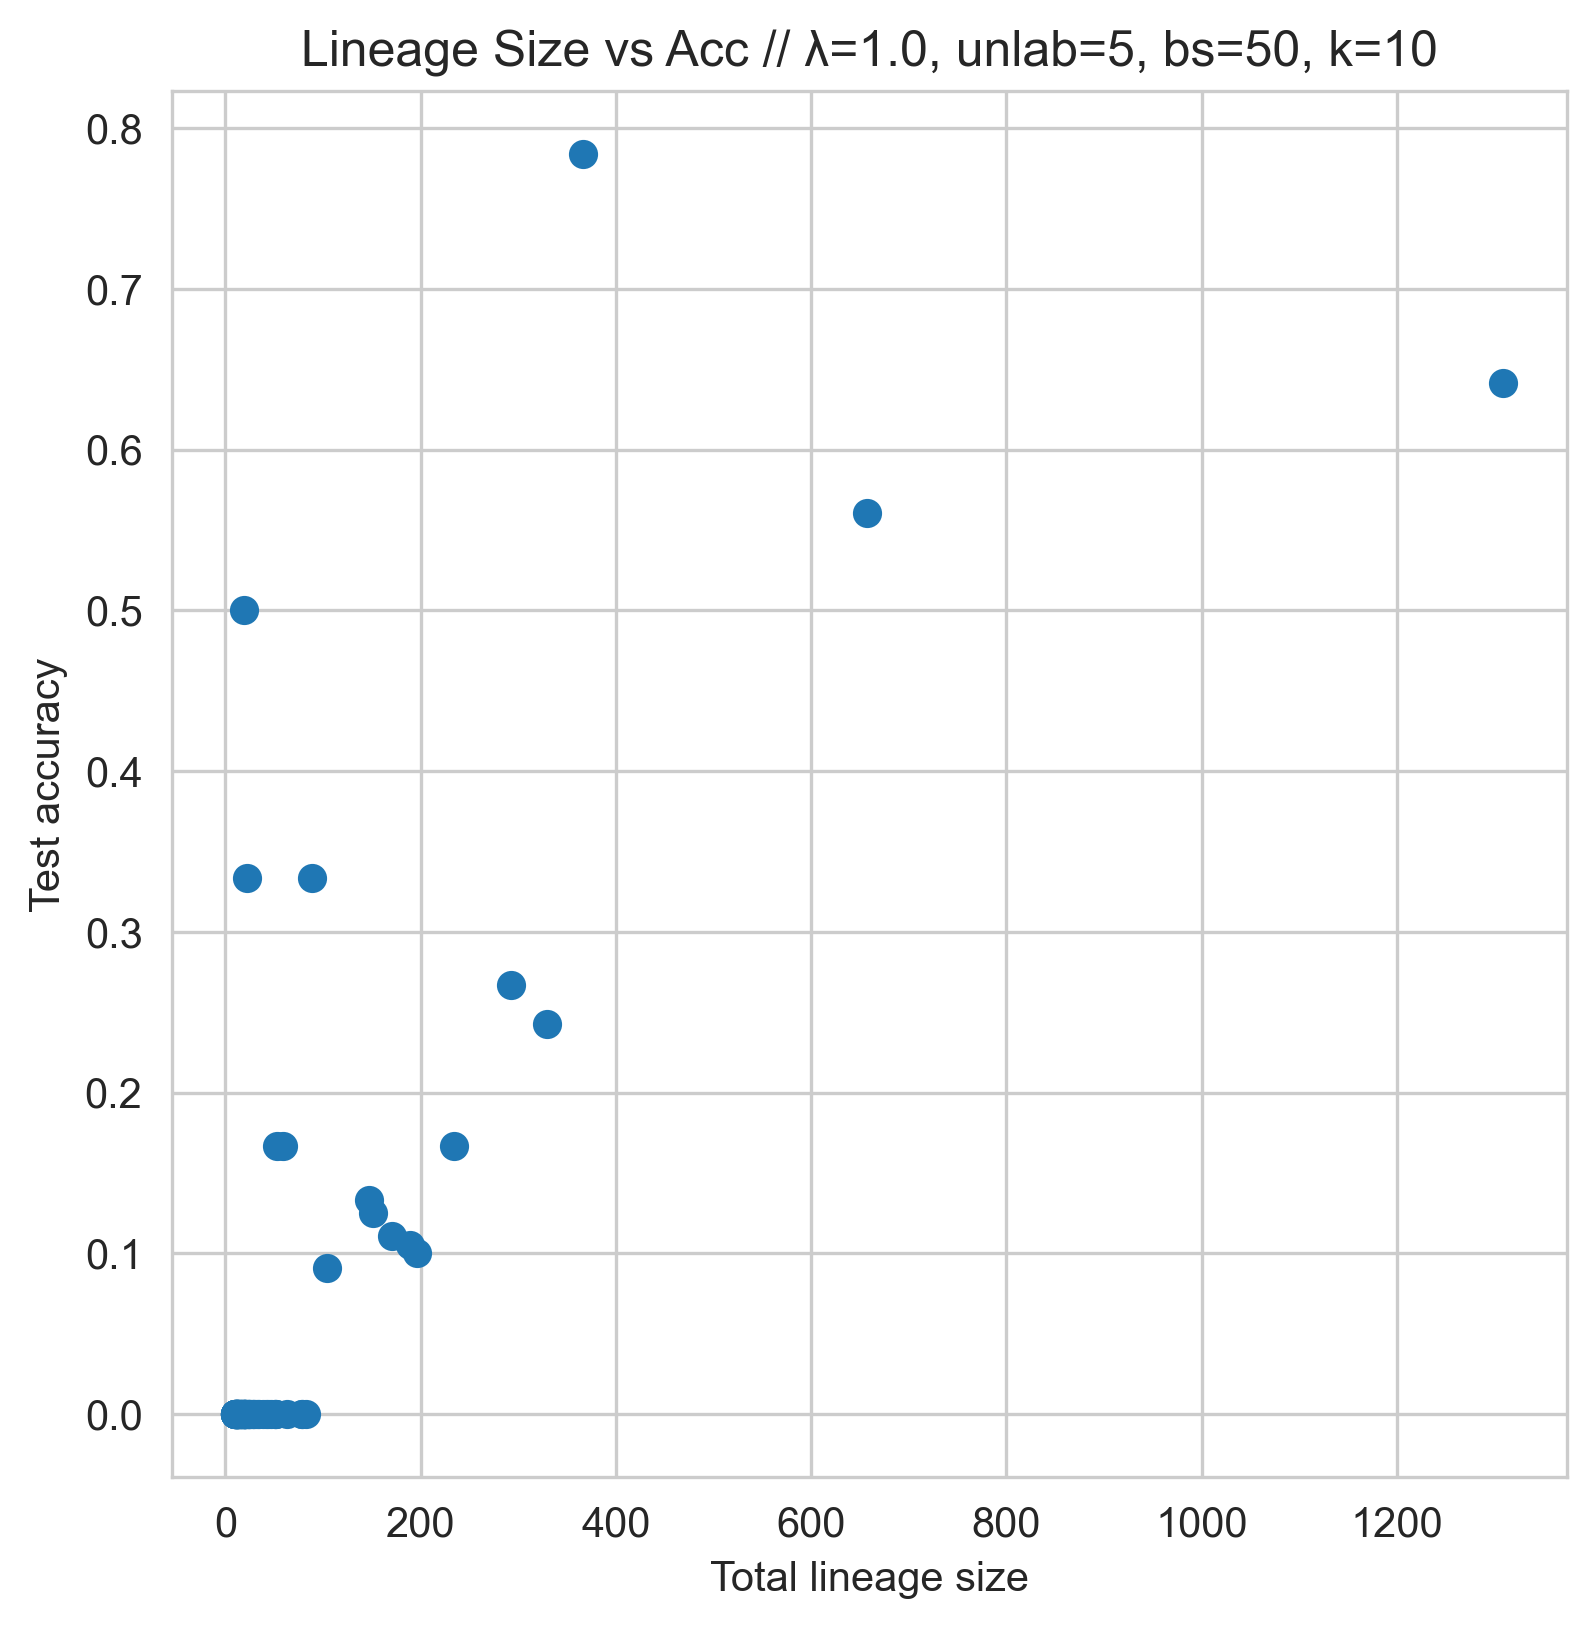 Lineage Size vs Acc // λ=1.0, unlab=5, bs=50, k=10
0.8
0.7
0.6
0.5
0.4
0.3
0.2
0.1
0.0
Test accuracy
0 200 400 600 800 1000 1200
Total lineage size